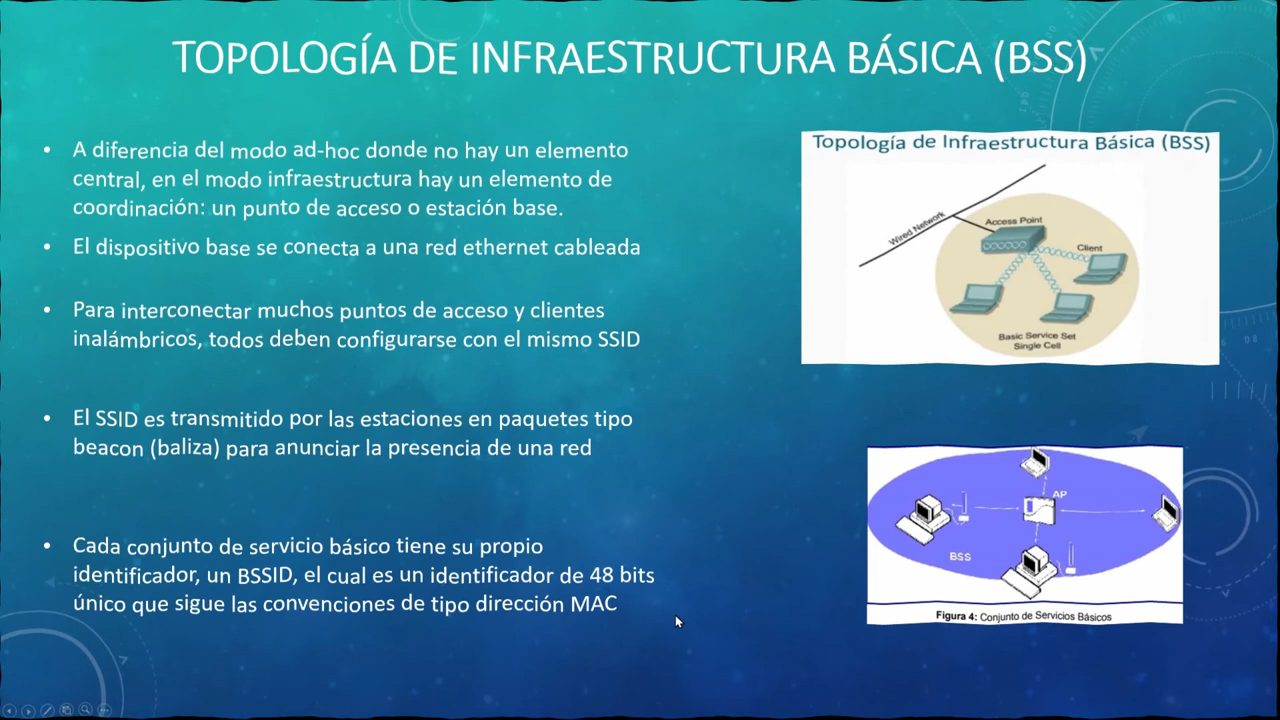 TOPOLOGÍA DE INFRAESTRUCTURA BÁSICA (BSS)
• A diferencia del modo ad-hoc donde no hay un elemento
central, en el modo infraestructura hay un elemento de
coordinación: un punto de acceso o estación base.
• El dispositivo base se conecta a una red ethernet cableada
• Para interconectar muchos puntos de acceso y clientes
inalámbricos, todos deben configurarse con el mismo SSID
• El SSID es transmitido por las estaciones en paquetes tipo
beacon (baliza) para anunciar la presencia de una red
• Cada conjunto de servicio básico tiene su propio
identificador, un BSSID, el cual es un identificador de 48 bits
único que sigue las convenciones de tipo dirección MAC
Topología de Infraestructura Básica (BSS)
Wired Network
Access Point
Client
Basic Service Set
Single Cell
AP
BSS
Figura 4: Conjunto de Servicios Básicos